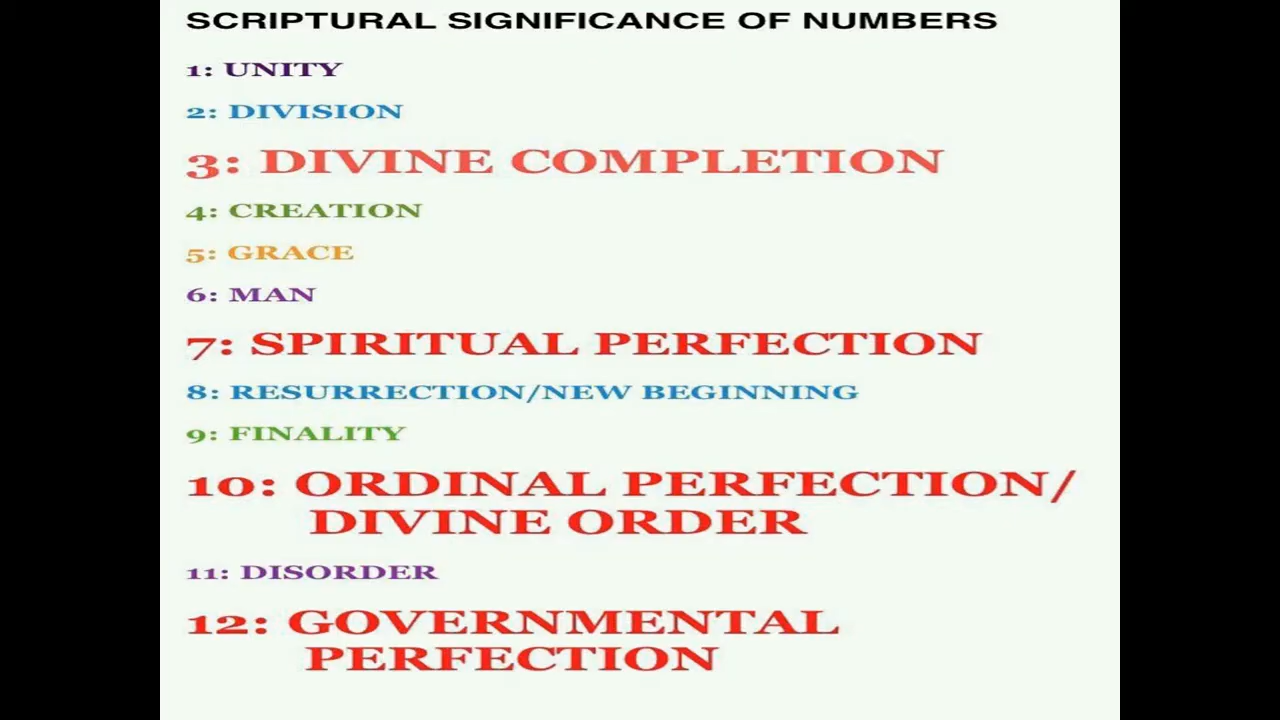 SCRIPTURAL SIGNIFICANCE OF NUMBERS
1: UNITY
2: DIVISION
3: DIVINE COMPLETION
4: CREATION
5: GRACE
6: MAN
7: SPIRITUAL PERFECTION
8: RESURRECTION/NEW BEGINNING
9: FINALITY
10: ORDINAL PERFECTION/
DIVINE ORDER
11: DISORDER
12: GOVERNMENTAL
PERFECTION